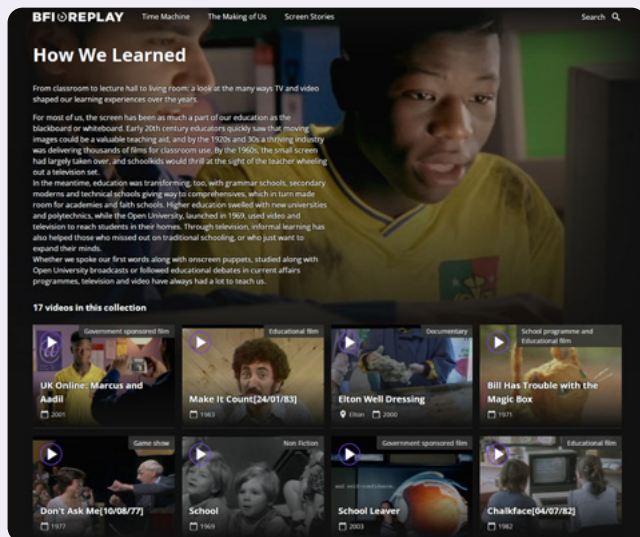 BFI REPLAY Time Machine The Making of Us Screen Stories Search
How We Learned
From classroom to lecture hall to living room: a look at the many ways TV and video
shaped our learning experiences over the years.
For most of us, the screen has been as much a part of our education as the
blackboard or whiteboard. Early 20th century educators quickly saw that moving
images could be a valuable teaching aid, and by the 1920s and 30s a thriving industry
was delivering thousands of films for classroom use. By the 1960s, the small screen
had largely taken over, and schoolkids would thrill at the sight of the teacher wheeling
out a television set.
In the meantime, education was transforming, too, with grammar schools, secondary
moderns and technical schools giving way to comprehensives, which in turn made
room for academies and faith schools. Higher education swelled with new universities
and polytechnics, while the Open University, launched in 1969, used video and
television to reach students in their homes. Through television, informal learning has
also helped those who missed out on traditional schooling, or who just want to
expand their minds.
Whether we spoke our first words along with onscreen puppets, studied along with
Open University broadcasts or followed educational debates in current affairs
programmes, television and video have always had a lot to teach us.
17 videos in this collection
Government sponsored film
UK Online: Marcus and
Aadil
2001
Educational film
Make It Count[24/01/83]
1983
Documentary
Elton Well Dressing
Elton 2000
School programme and
Educational film
Bill Has Trouble with the
Magic Box
1971
Game show
Don't Ask Me[10/08/77]
1977
Non Fiction
School
1969
Government sponsored film
and self-confidence.
School Leaver
2003
Educational film
Chalkface[04/07/82]
1982